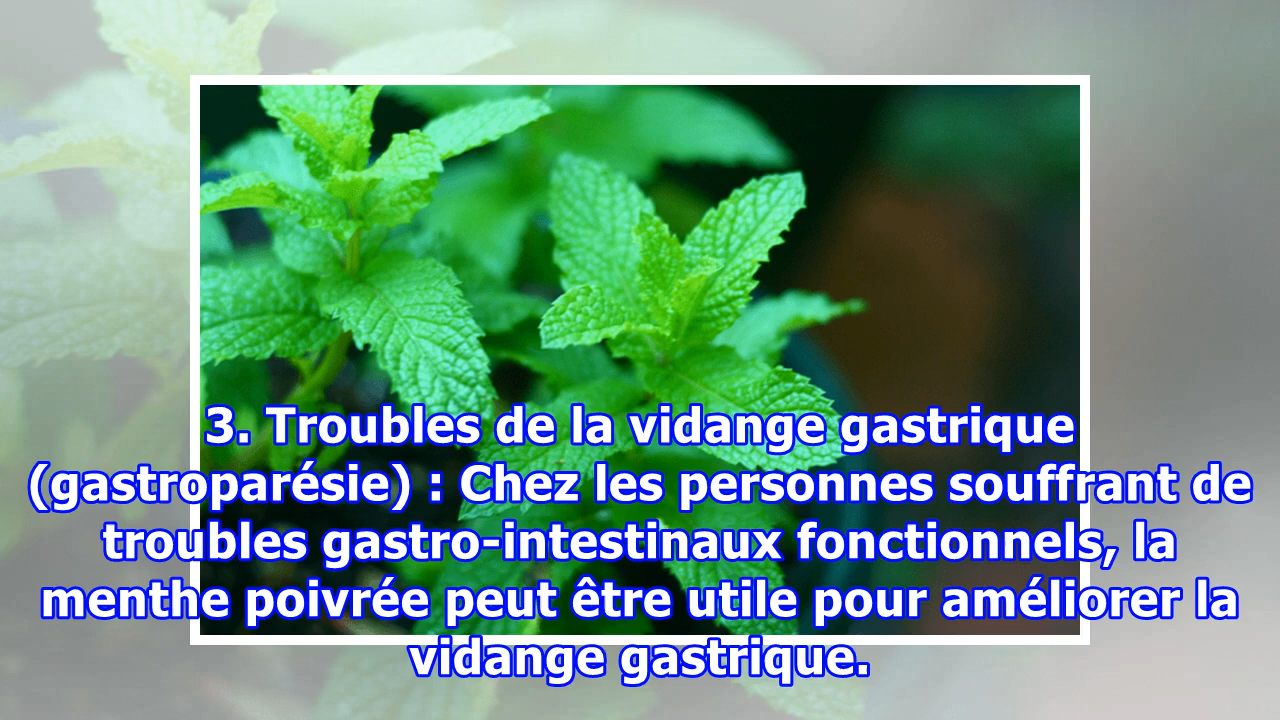 3. Troubles de la vidange gastrique
(gastroparésie) : Chez les personnes souffrant de
troubles gastro-intestinaux fonctionnels, la
menthe poivrée peut être utile pour améliorer la
vidange gastrique.